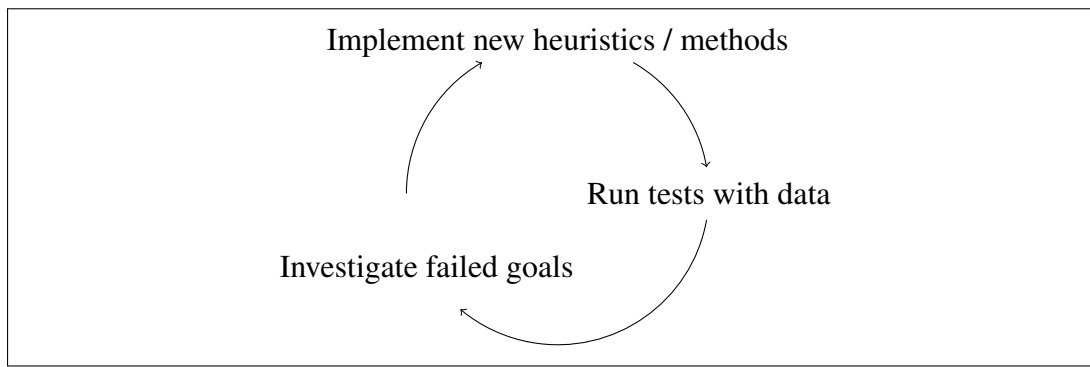 Implement new heuristics / methods
Run tests with data
Investigate failed goals